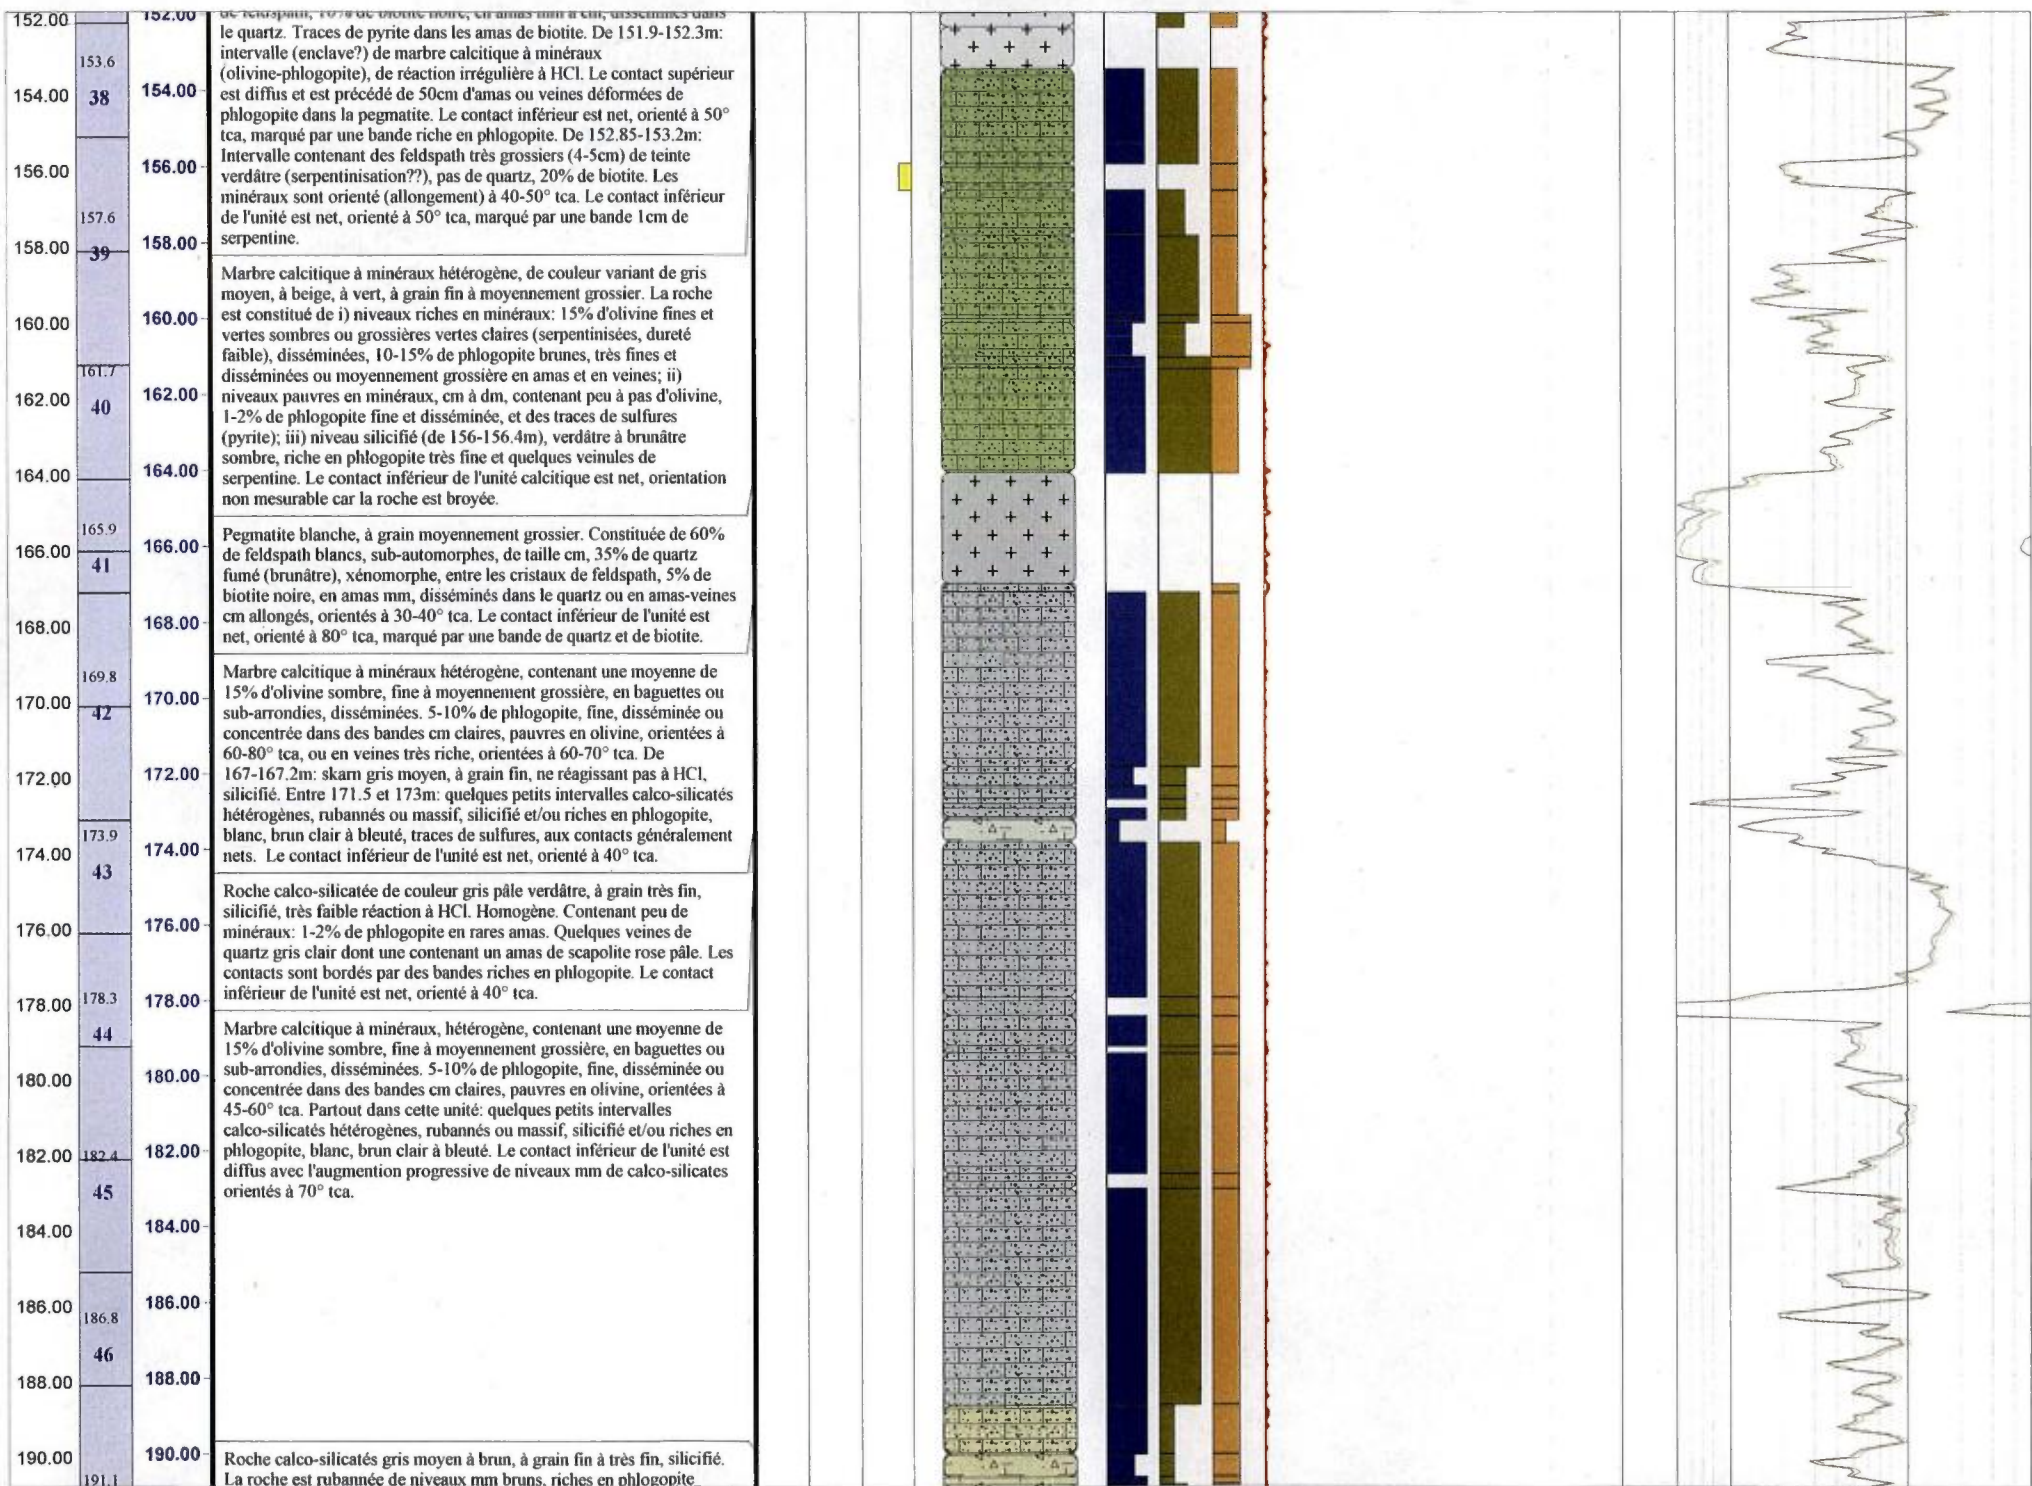 152.00
154.00
156.00
158.00
160.00
162.00
164.00
166.00
168.00
170.00
172.00
174.00
176.00
178.00
180.00
182.00
184.00
186.00
188.00
190.00
153.6
38
157.6
39
161.7
40
165.9
41
169.8
42
173.9
43
178.3
44
182.4
45
186.8
46
191.1
152.00
154.00
156.00
158.00
160.00
162.00
164.00
166.00
168.00
170.00
172.00
174.00
176.00
178.00
180.00
182.00
184.00
186.00
188.00
190.00
de feldspath, 10% de biotite noire, en amas mm à cm, disséminés dans
le quartz. Traces de pyrite dans les amas de biotite. De 151.9-152.3m:
intervalle (enclave?) de marbre calcitique à minéraux
(olivine-phlogopite), de réaction irrégulière à HCl. Le contact supérieur
est diffus et est précédé de 50cm d'amas ou veines déformées de
phlogopite dans la pegmatite. Le contact inférieur est net, orienté à 50°
tca, marqué par une bande riche en phlogopite. De 152.85-153.2m:
Intervalle contenant des feldspath très grossiers (4-5cm) de teinte
verdâtre (serpentinisation??), pas de quartz, 20% de biotite. Les
minéraux sont orienté (allongement) à 40-50° tca. Le contact inférieur
de l'unité est net, orienté à 50° tca, marqué par une bande 1cm de
serpentine.
Marbre calcitique à minéraux hétérogène, de couleur variant de gris
moyen, à beige, à vert, à grain fin à moyennement grossier. La roche
est constitué de i) niveaux riches en minéraux: 15% d'olivine fines et
vertes sombres ou grossières vertes claires (serpentinisées, dureté
faible), disséminées, 10-15% de phlogopite brunes, très fines et
disséminées ou moyennement grossière en amas et en veines; ii)
niveaux pauvres en minéraux, cm à dm, contenant peu à pas d'olivine,
1-2% de phlogopite fine et disséminée, et des traces de sulfures
(pyrite); iii) niveau silicifié (de 156-156.4m), verdâtre à brunâtre
sombre, riche en phlogopite très fine et quelques veinules de
serpentine. Le contact inférieur de l'unité calcitique est net, orientation
non mesurable car la roche est broyée.
Pegmatite blanche, à grain moyennement grossier. Constituée de 60%
de feldspath blancs, sub-automorphes, de taille cm, 35% de quartz
fumé (brunâtre), xénomorphe, entre les cristaux de feldspath, 5% de
biotite noire, en amas mm, disséminés dans le quartz ou en amas-veines
cm allongés, orientés à 30-40° tca. Le contact inférieur de l'unité est
net, orienté à 80° tca, marqué par une bande de quartz et de biotite.
Marbre calcitique à minéraux hétérogène, contenant une moyenne de
15% d'olivine sombre, fine à moyennement grossière, en baguettes ou
sub-arrondies, disséminées. 5-10% de phlogopite, fine, disséminée ou
concentrée dans des bandes cm claires, pauvres en olivine, orientées à
60-80° tca, ou en veines très riche, orientées à 60-70° tca. De
167-167.2m: skarn gris moyen, à grain fin, ne réagissant pas à HCl,
silicifié. Entre 171.5 et 173m: quelques petits intervalles calco-silicatés
hétérogènes, rubannés ou massif, silicifié et/ou riches en phlogopite,
blanc, brun clair à bleuté, traces de sulfures, aux contacts généralement
nets. Le contact inférieur de l'unité est net, orienté à 40° tca.
Roche calco-silicatée de couleur gris pâle verdâtre, à grain très fin,
silicifié, très faible réaction à HCl. Homogène. Contenant peu de
minéraux: 1-2% de phlogopite en rares amas. Quelques veines de
quartz gris clair dont une contenant un amas de scapolite rose pâle. Les
contacts sont bordés par des bandes riches en phlogopite. Le contact
inférieur de l'unité est net, orienté à 40° tca.
Marbre calcitique à minéraux, hétérogène, contenant une moyenne de
15% d'olivine sombre, fine à moyennement grossière, en baguettes ou
sub-arrondies, disséminées. 5-10% de phlogopite, fine, disséminée ou
concentrée dans des bandes cm claires, pauvres en olivine, orientées à
45-60° tca. Partout dans cette unité: quelques petits intervalles
calco-silicatés hétérogènes, rubannés ou massif, silicifié et/ou riches en
phlogopite, blanc, brun clair à bleuté. Le contact inférieur de l'unité est
diffus avec l'augmention progressive de niveaux mm de calco-silicates
orientés à 70° tca.
Roche calco-silicatés gris moyen à brun, à grain fin à très fin, silicifié.
La roche est rubannée de niveaux mm bruns, riches en phlogopite